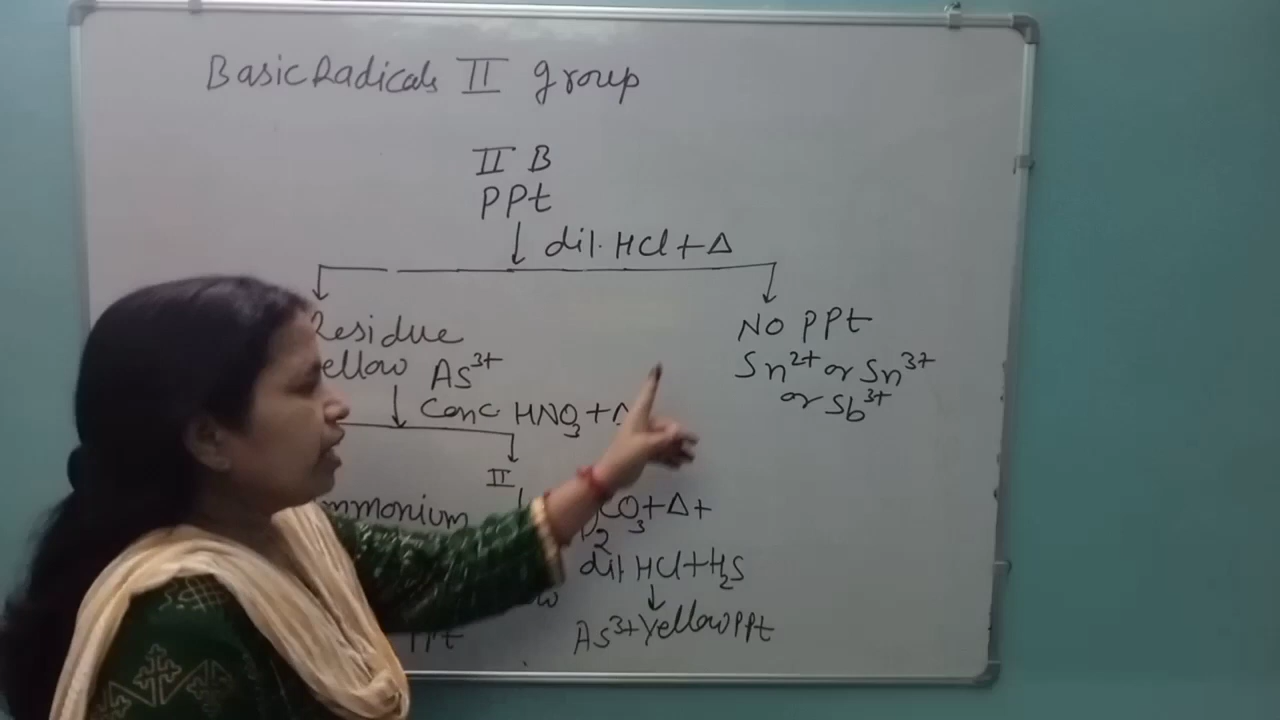 Basic Radicals II group
II B
PPt
↓ dil. HCl + Δ
Residue
Yellow As³⁺
↓ Conc. HNO₃ + Δ
NO PPt
Sn²⁺ or Sn³⁺
or Sb³⁺
II
mmonium
CO₃ + Δ +
dil HCl + H₂S
↓
As³⁺ Yellow PPt
PPt